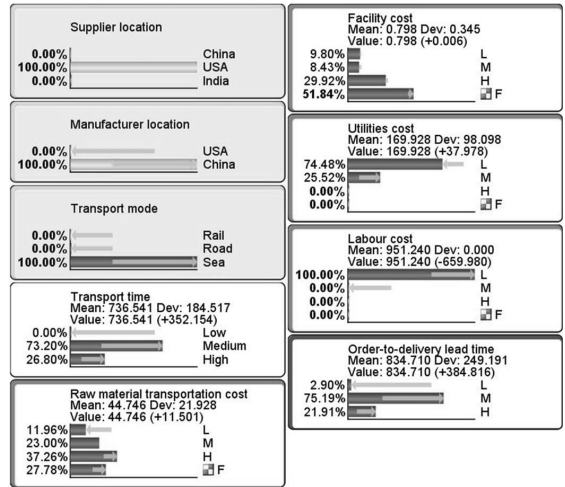 Supplier location
0.00% China
100.00% USA
0.00% India
Manufacturer location
0.00% USA
100.00% China
Transport mode
0.00% Rail
0.00% Road
100.00% Sea
Transport time
Mean: 736.541 Dev: 184.517
Value: 736.541 (+352.154)
0.00% Low
73.20% Medium
26.80% High
Raw material transportation cost
Mean: 44.746 Dev: 21.928
Value: 44.746 (+11.501)
11.96% L
23.00% M
37.26% H
27.78% F
Facility cost
Mean: 0.798 Dev: 0.345
Value: 0.798 (+0.006)
9.80% L
8.43% M
29.92% H
51.84% F
Utilities cost
Mean: 169.928 Dev: 98.098
Value: 169.928 (+37.978)
74.48% L
25.52% M
0.00% H
0.00% F
Labour cost
Mean: 951.240 Dev: 0.000
Value: 951.240 (-659.980)
100.00% L
0.00% M
0.00% H
0.00% F
Order-to-delivery lead time
Mean: 834.710 Dev: 249.191
Value: 834.710 (+384.816)
2.90% L
75.19% M
21.91% H